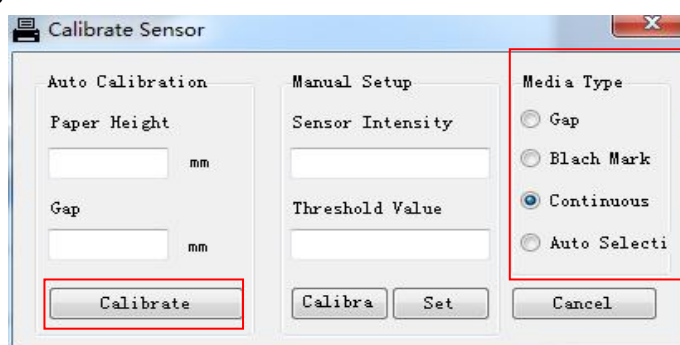 Calibrate Sensor
Auto Calibration
Paper Height
mm
Gap
mm
Calibrate
Manual Setup
Sensor Intensity
Threshold Value
Calibra
Set
Media Type
Gap
Blach Mark
Continuous
Auto Selecti
Cancel